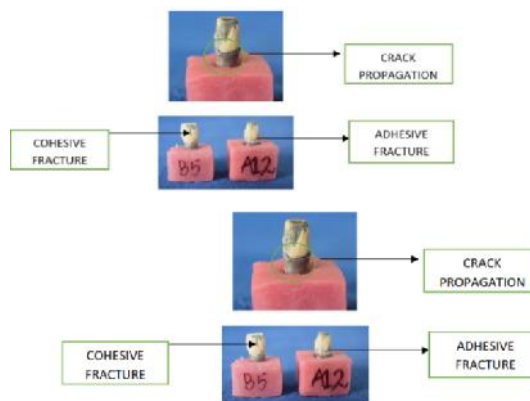 CRACK
PROPAGATION
COHESIVE
FRACTURE
B5
A12
ADHESIVE
FRACTURE
CRACK
PROPAGATION
COHESIVE
FRACTURE
B5
A12
ADHESIVE
FRACTURE